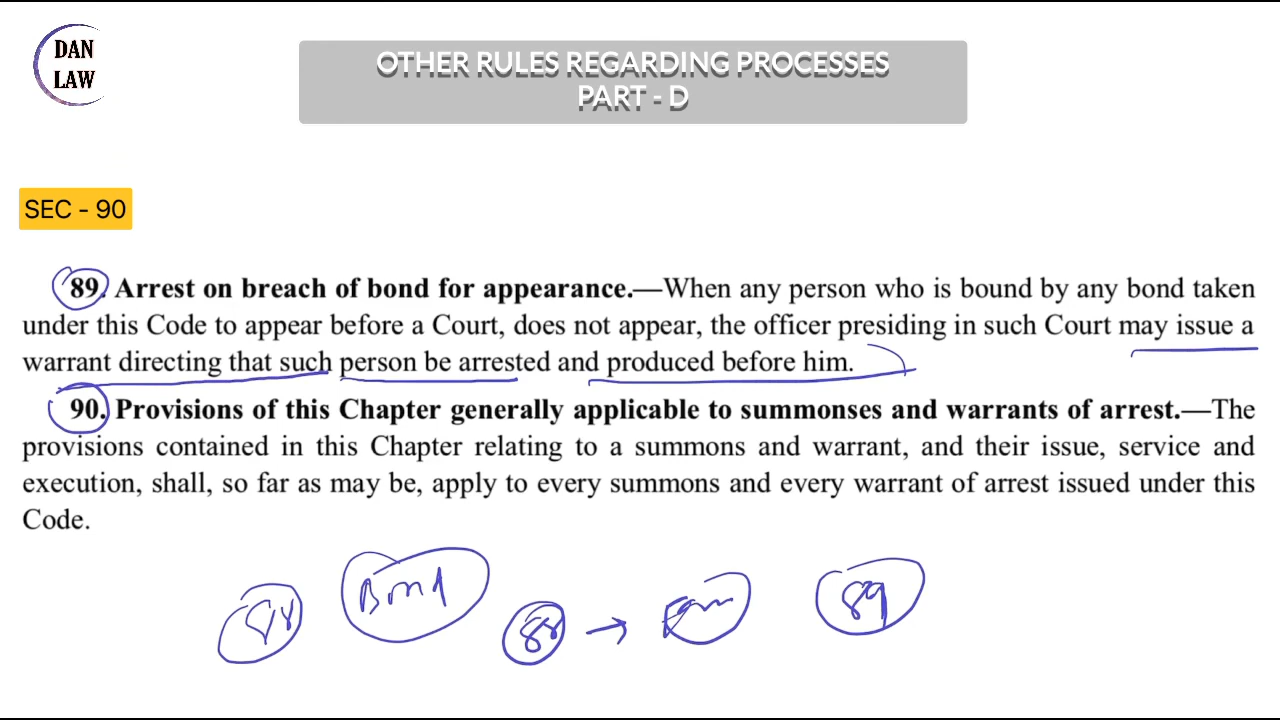 DAN
LAW
OTHER RULES REGARDING PROCESSES
PART - D
SEC - 90
89. Arrest on breach of bond for appearance.—When any person who is bound by any bond taken
under this Code to appear before a Court, does not appear, the officer presiding in such Court may issue a
warrant directing that such person be arrested and produced before him.
90. Provisions of this Chapter generally applicable to summonses and warrants of arrest.—The
provisions contained in this Chapter relating to a summons and warrant, and their issue, service and
execution, shall, so far as may be, apply to every summons and every warrant of arrest issued under this
Code.
Bond
88 → 89